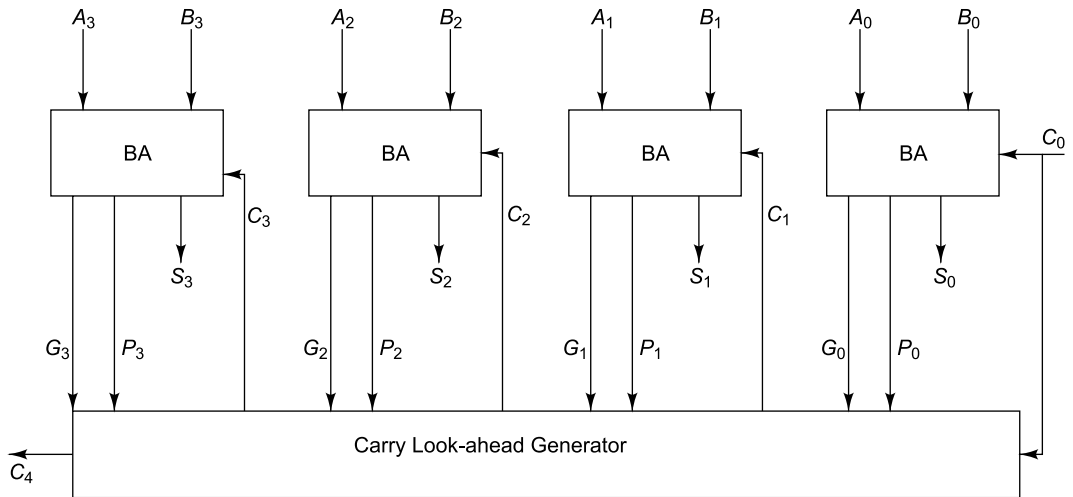 A3 B3 A2 B2 A1 B1 A0 B0
BA BA BA BA C0
C3 C2 C1
S3 S2 S1 S0
G3 P3 G2 P2 G1 P1 G0 P0
Carry Look-ahead Generator
C4